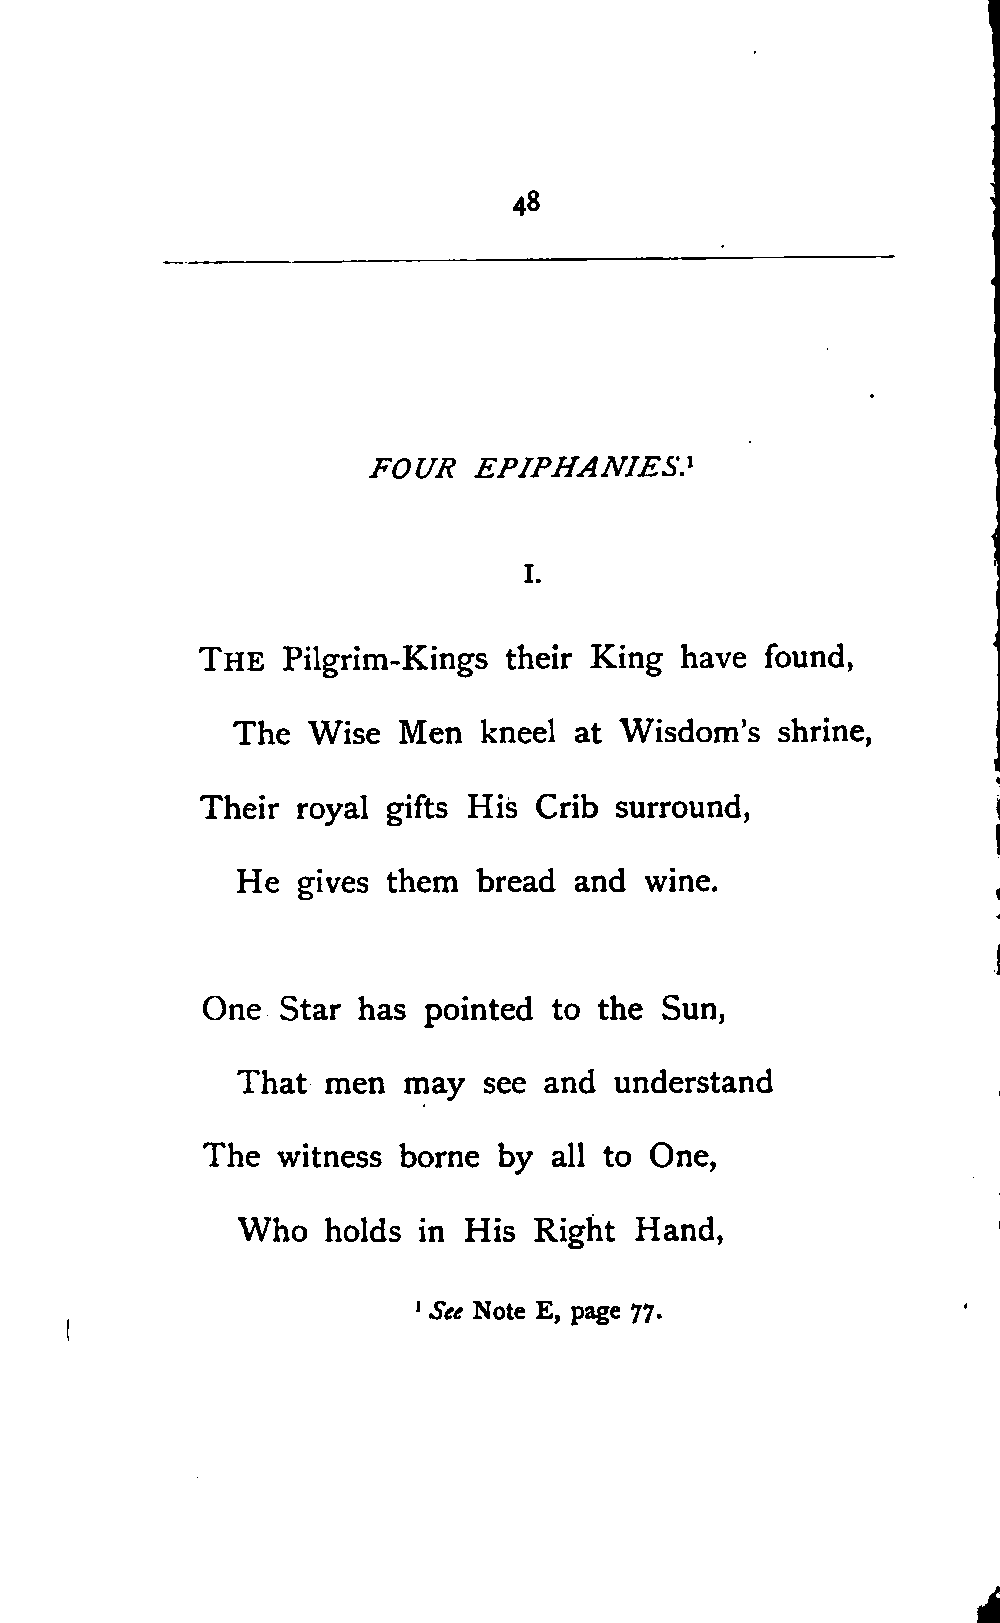 48
FOUR EPIPHANIES.¹
I.
THE Pilgrim-Kings their King have found,
The Wise Men kneel at Wisdom's shrine,
Their royal gifts His Crib surround,
He gives them bread and wine.
One Star has pointed to the Sun,
That men may see and understand
The witness borne by all to One,
Who holds in His Right Hand,
¹ See Note E, page 77.